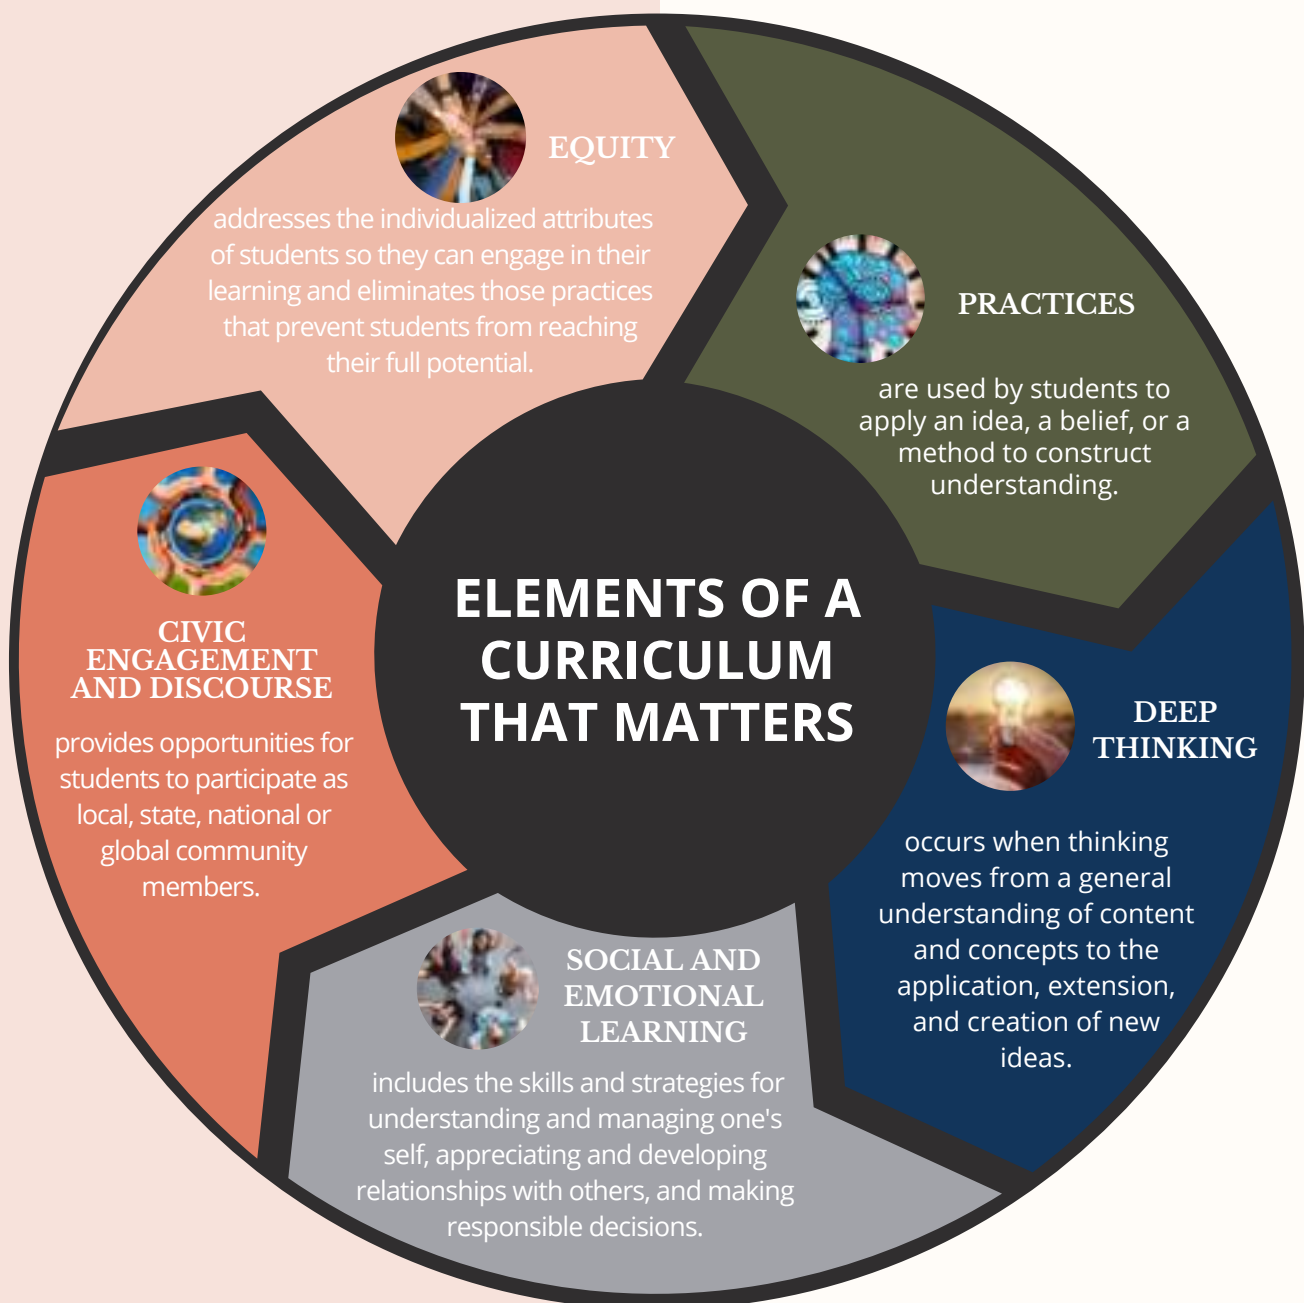 EQUITY
addresses the individualized attributes
of students so they can engage in their
learning and eliminates those practices
that prevent students from reaching
their full potential.
PRACTICES
are used by students to
apply an idea, a belief, or a
method to construct
understanding.
ELEMENTS OF A
CURRICULUM
THAT MATTERS
CIVIC
ENGAGEMENT
AND DISCOURSE
provides opportunities for
students to participate as
local, state, national or
global community
members.
DEEP
THINKING
occurs when thinking
moves from a general
understanding of content
and concepts to the
application, extension,
and creation of new
ideas.
SOCIAL AND
EMOTIONAL
LEARNING
includes the skills and strategies for
understanding and managing one's
self, appreciating and developing
relationships with others, and making
responsible decisions.